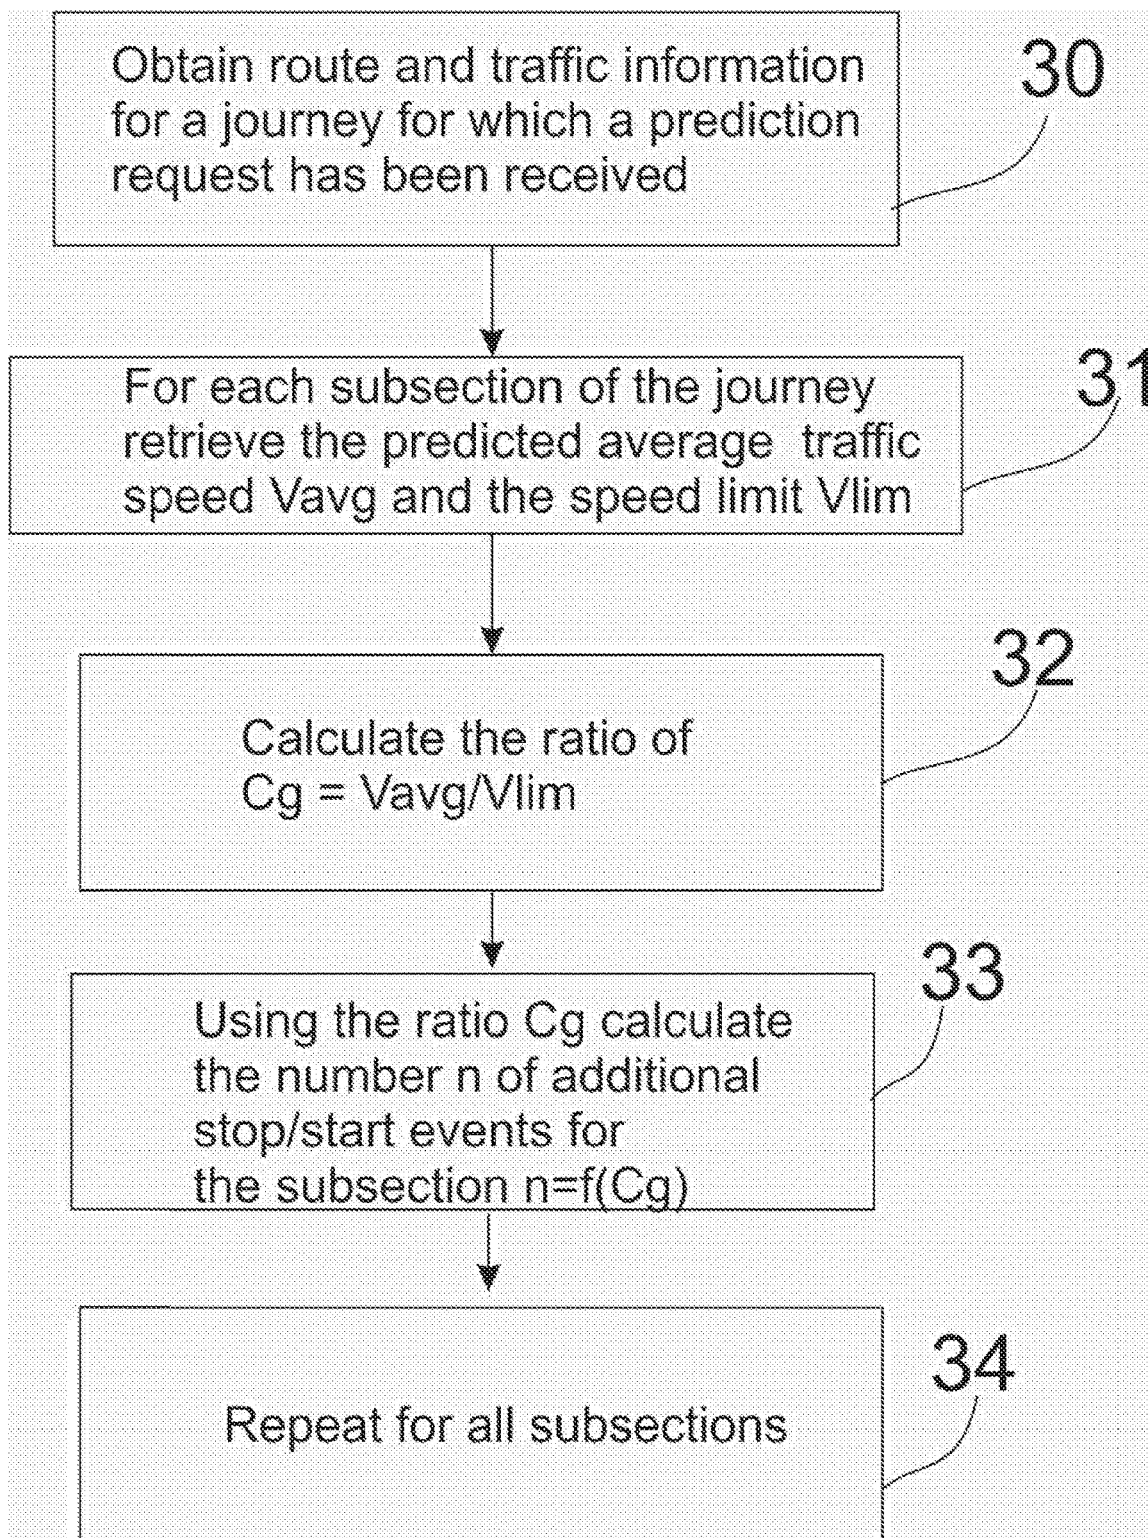 Obtain route and traffic information
for a journey for which a prediction
request has been received
30
For each subsection of the journey
retrieve the predicted average traffic
speed Vavg and the speed limit Vlim
31
Calculate the ratio of
Cg = Vavg/Vlim
32
Using the ratio Cg calculate
the number n of additional
stop/start events for
the subsection n=f(Cg)
33
Repeat for all subsections
34